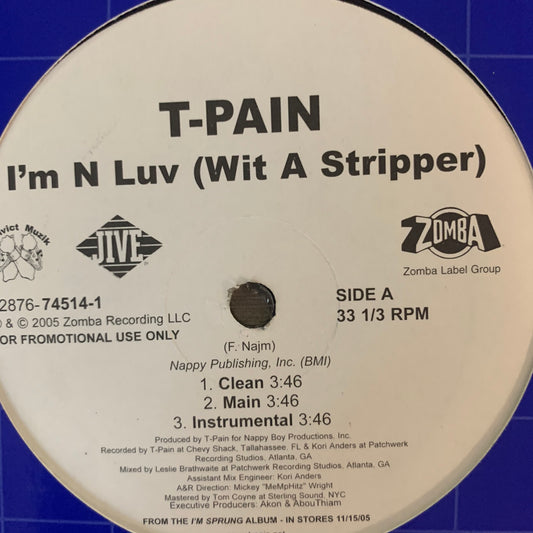 T-PAIN
I'm N Luv (Wit A Stripper)
Muzik
JIVE
ZOMBA
Zomba Label Group
2876-74514-1
SIDE A
& © 2005 Zomba Recording LLC
33 1/3 RPM
OR PROMOTIONAL USE ONLY
(F. Najm)
Nappy Publishing, Inc. (BMI)
1. Clean 3:46
2. Main 3:46
3. Instrumental 3:46
Produced by T-Pain for Nappy Boy Productions, Inc.
Recorded by T-Pain at Chevy Shack, Tallahassee, FL & Kori Anders at Patchwerk
Recording Studios, Atlanta, GA
Mixed by Leslie Brathwaite at Patchwerk Recording Studios, Atlanta, GA
Assistant Mix Engineer: Kori Anders
A&R Direction: Mickey "MeMpHitz" Wright
Mastered by Tom Coyne at Sterling Sound, NYC
Executive Producers: Akon & AbouThiam
FROM THE I'M SPRUNG ALBUM - IN STORES 11/15/05